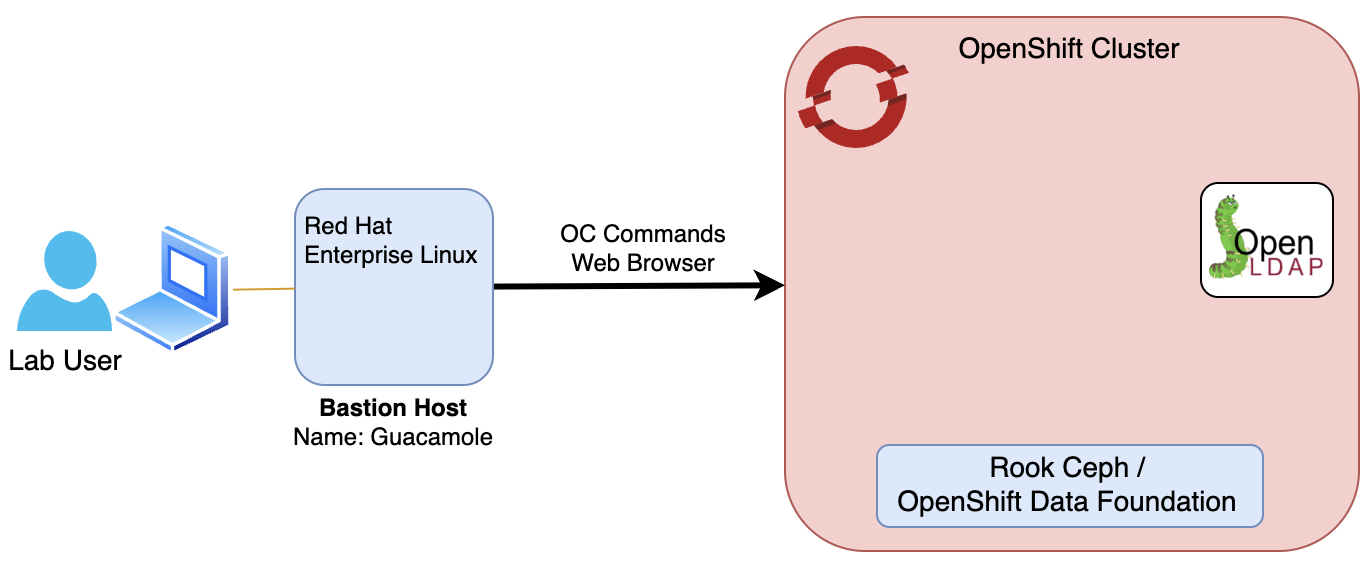 OpenShift Cluster
Red Hat
Enterprise Linux
OC Commands
Web Browser
Open
LDAP
Lab User
Bastion Host
Name: Guacamole
Rook Ceph /
OpenShift Data Foundation